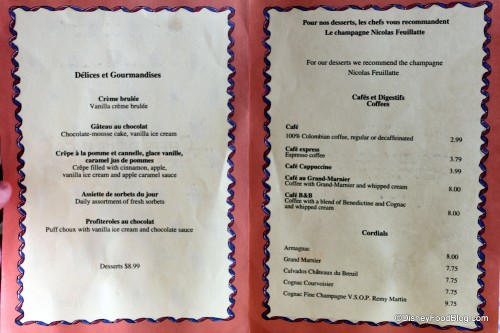 Délices et Gourmandises
Crème brulée
Vanilla crème brulée
Gâteau au chocolat
Chocolate-mousse cake, vanilla ice cream
Crêpe à la pomme et cannelle, glace vanille,
caramel jus de pommes
Crêpe filled with cinnamon, apple,
vanilla ice cream and apple caramel sauce
Assiette de sorbets du jour
Daily assortment of fresh sorbets
Profiteroles au chocolat
Puff choux with vanilla ice cream and chocolate sauce
Desserts $8.99
Pour nos desserts, les chefs vous recommandent
Le champagne Nicolas Feuillatte
For our desserts we recommend the champagne
Nicolas Feuillatte
Cafés et Digestifs
Coffees
Café
100% Colombian coffee, regular or decaffeinated 2.99
Café express
Espresso coffee 3.79
Café Cappuccino 3.99
Café au Grand-Marnier
Coffee with Grand-Marnier and whipped cream 8.00
Café B&B
Coffee with a blend of Benedictine and Cognac
and whipped cream 8.00
Cordials
Armagnac 8.00
Grand Marnier 7.75
Calvados Châteaux du Breuil 7.75
Cognac Courvoisier 7.75
Cognac Fine Champagne V.S.O.P. Remy Martin 9.75
©DisneyFoodBlog.com